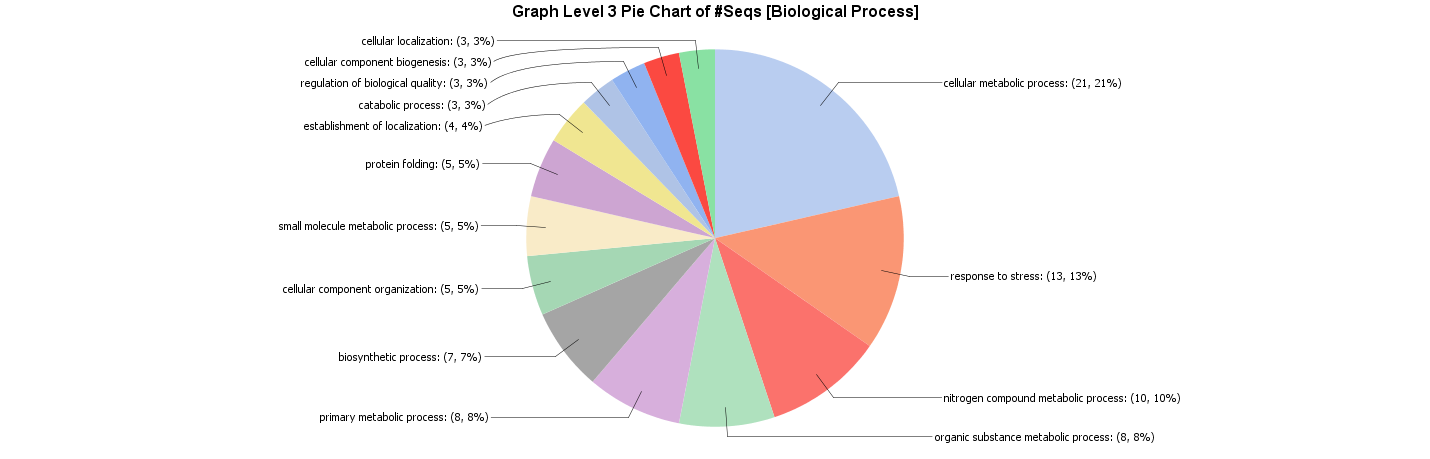 Graph Level 3 Pie Chart of #Seqs [Biological Process]
cellular localization: (3, 3%)
cellular component biogenesis: (3, 3%)
regulation of biological quality: (3, 3%)
catabolic process: (3, 3%)
establishment of localization: (4, 4%)
protein folding: (5, 5%)
small molecule metabolic process: (5, 5%)
cellular component organization: (5, 5%)
biosynthetic process: (7, 7%)
primary metabolic process: (8, 8%)
cellular metabolic process: (21, 21%)
response to stress: (13, 13%)
nitrogen compound metabolic process: (10, 10%)
organic substance metabolic process: (8, 8%)